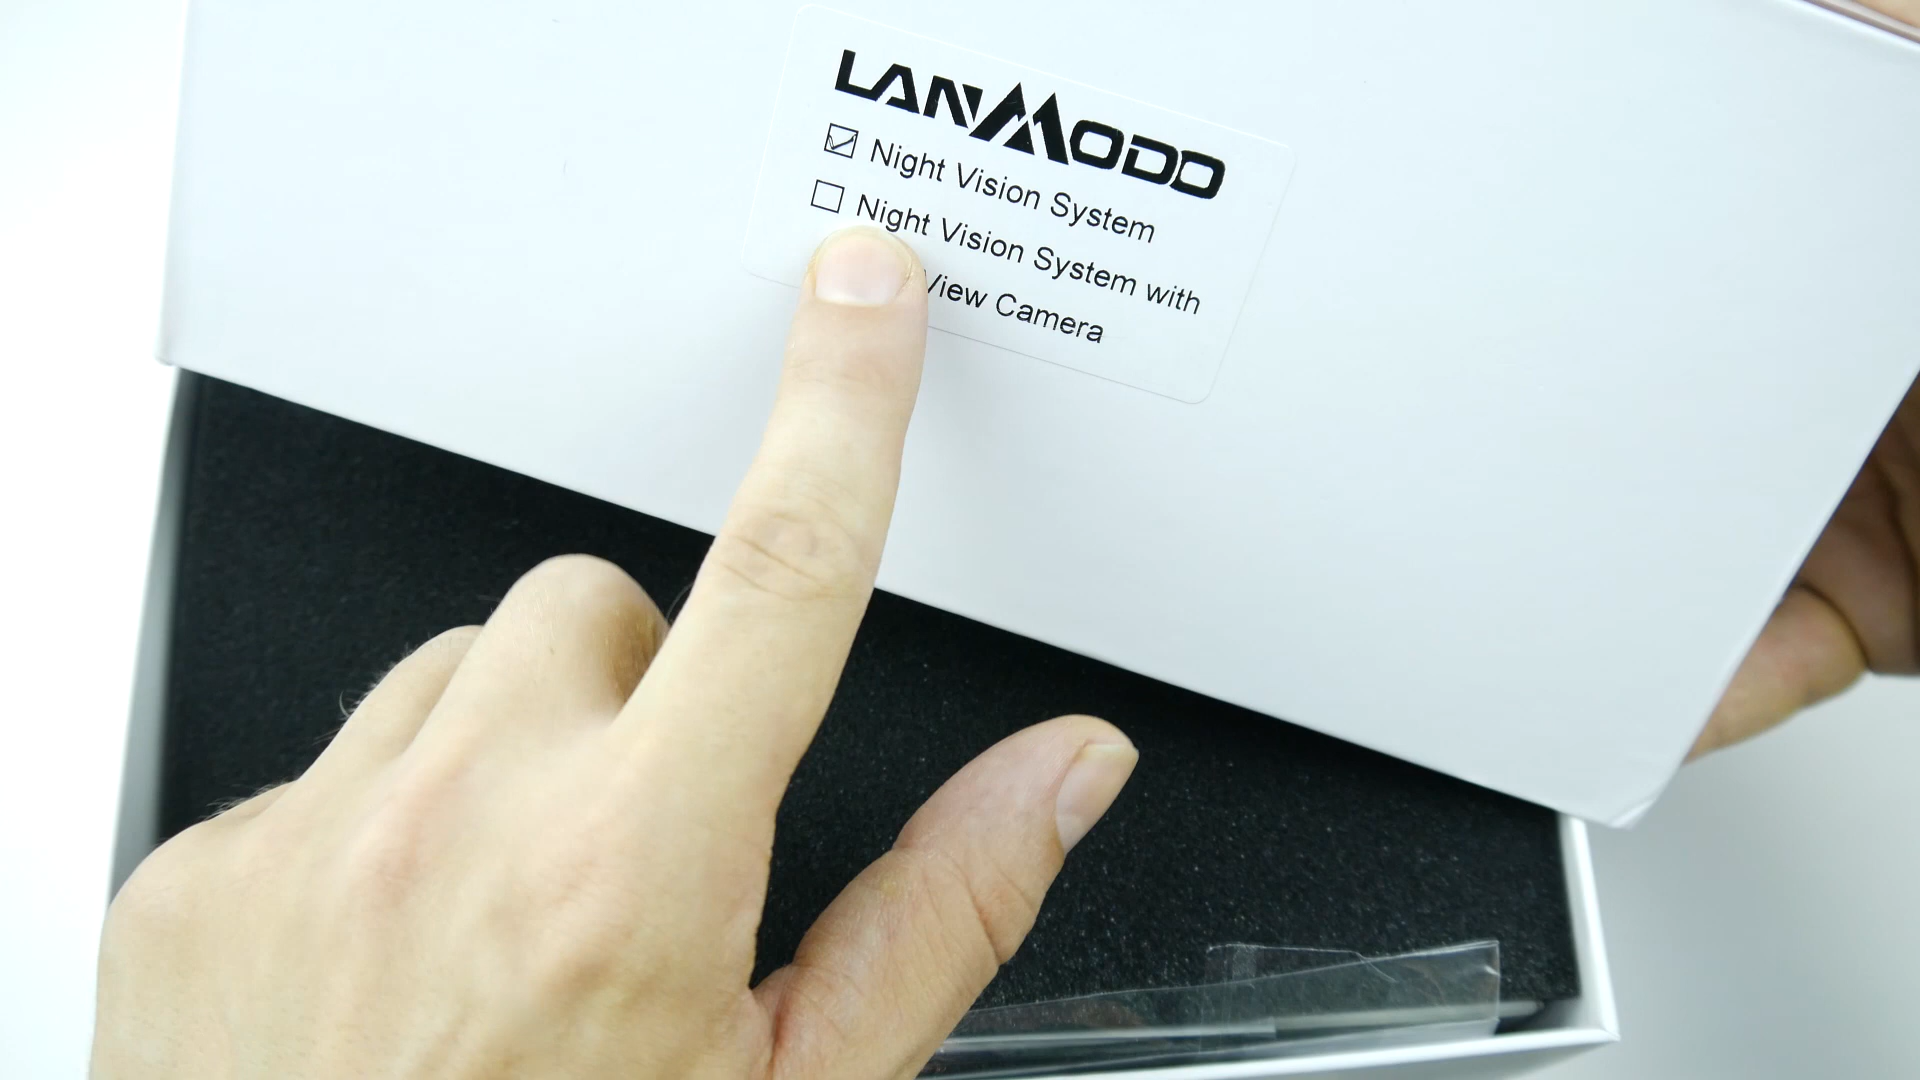 LANMODO
Night Vision System
Night Vision System with
View Camera